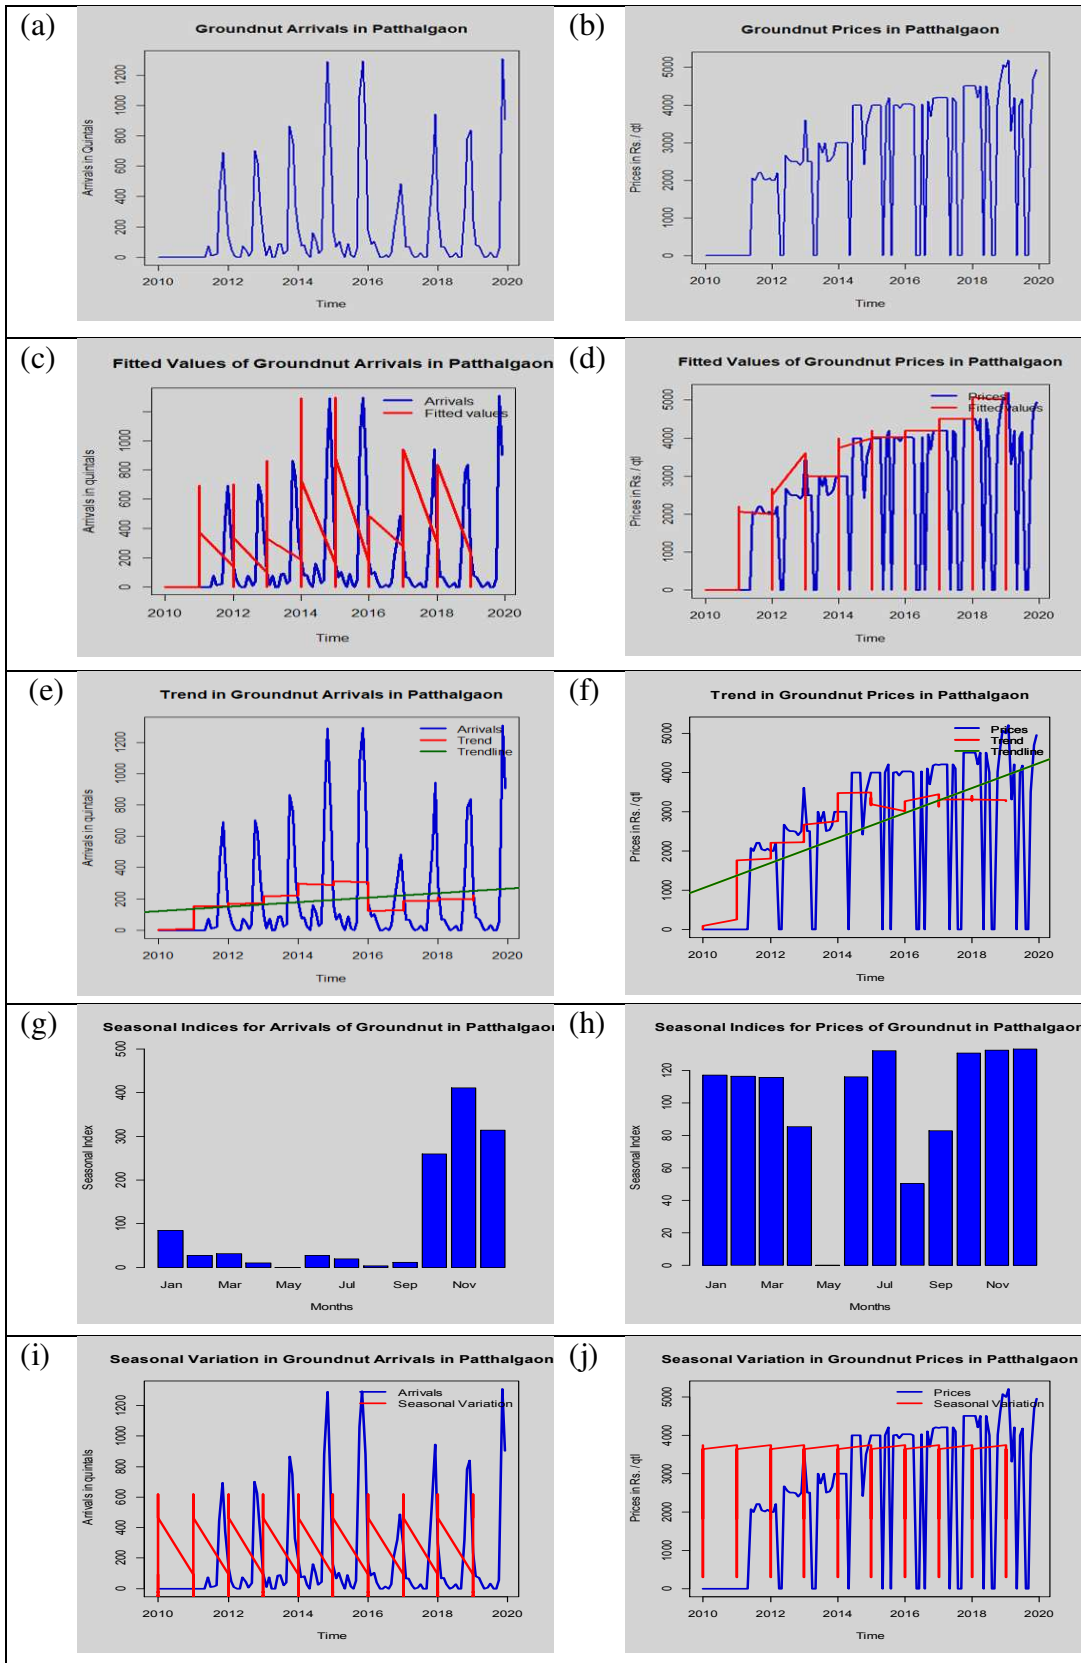 (a)
Groundnut Arrivals in Patthalgaon
Arrivals in Quintals
0 200 400 600 800 1000 1200
2010 2012 2014 2016 2018 2020
Time
(b)
Groundnut Prices in Patthalgaon
Prices in Rs. / qtl
0 1000 2000 3000 4000 5000
2010 2012 2014 2016 2018 2020
Time
(c)
Fitted Values of Groundnut Arrivals in Patthalgaon
Arrivals
Fitted values
Arrivals in quintals
0 200 400 600 800 1000 1200
2010 2012 2014 2016 2018 2020
Time
(d)
Fitted Values of Groundnut Prices in Patthalgaon
Prices
Fitted values
Prices in Rs. / qtl
0 1000 2000 3000 4000 5000
2010 2012 2014 2016 2018 2020
Time
(e)
Trend in Groundnut Arrivals in Patthalgaon
Arrivals
Trend
Trendline
Arrivals in quintals
0 200 400 600 800 1000 1200
2010 2012 2014 2016 2018 2020
Time
(f)
Trend in Groundnut Prices in Patthalgaon
Prices
Trend
Trendline
Prices in Rs. / qtl
0 1000 2000 3000 4000 5000
2010 2012 2014 2016 2018 2020
Time
(g)
Seasonal Indices for Arrivals of Groundnut in Patthalgaon
Seasonal Index
0 100 200 300 400 500
Jan Mar May Jul Sep Nov
Months
(h)
Seasonal Indices for Prices of Groundnut in Patthalgaon
Seasonal Index
0 20 40 60 80 100 120
Jan Mar May Jul Sep Nov
Months
(i)
Seasonal Variation in Groundnut Arrivals in Patthalgaon
Arrivals
Seasonal Variation
Arrivals in quintals
0 200 400 600 800 1000 1200
2010 2012 2014 2016 2018 2020
Time
(j)
Seasonal Variation in Groundnut Prices in Patthalgaon
Prices
Seasonal Variation
Prices in Rs. / qtl
0 1000 2000 3000 4000 5000
2010 2012 2014 2016 2018 2020
Time